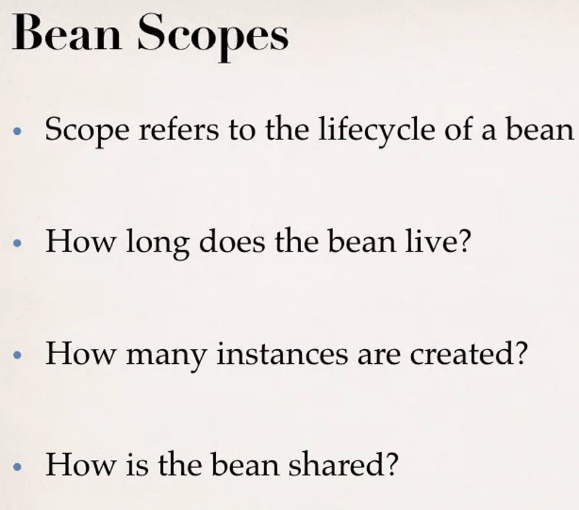 Bean Scopes
• Scope refers to the lifecycle of a bean
• How long does the bean live?
• How many instances are created?
• How is the bean shared?